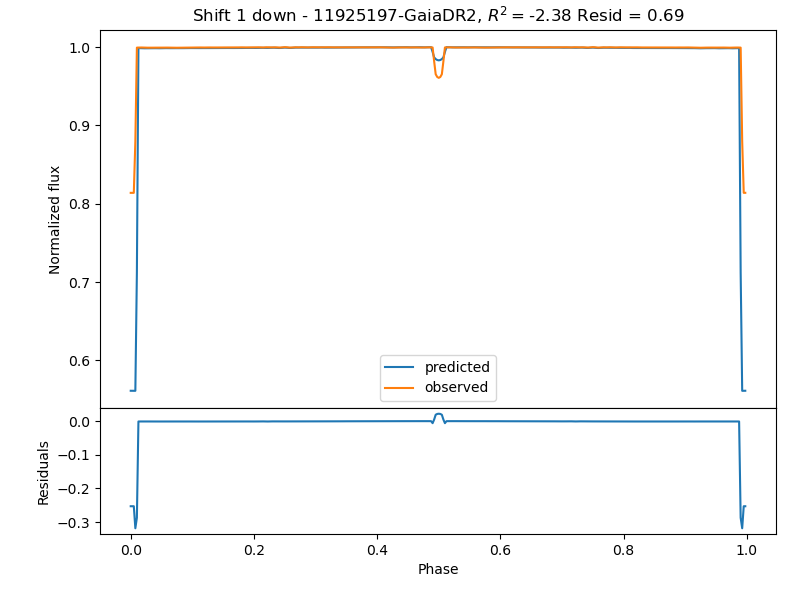 Shift 1 down - 11925197-GaiaDR2, R² = -2.38 Resid = 0.69
1.0
0.9
0.8
0.7
0.6
Normalized flux
predicted
observed
0.0
−0.1
−0.2
−0.3
Residuals
0.0 0.2 0.4 0.6 0.8 1.0
Phase